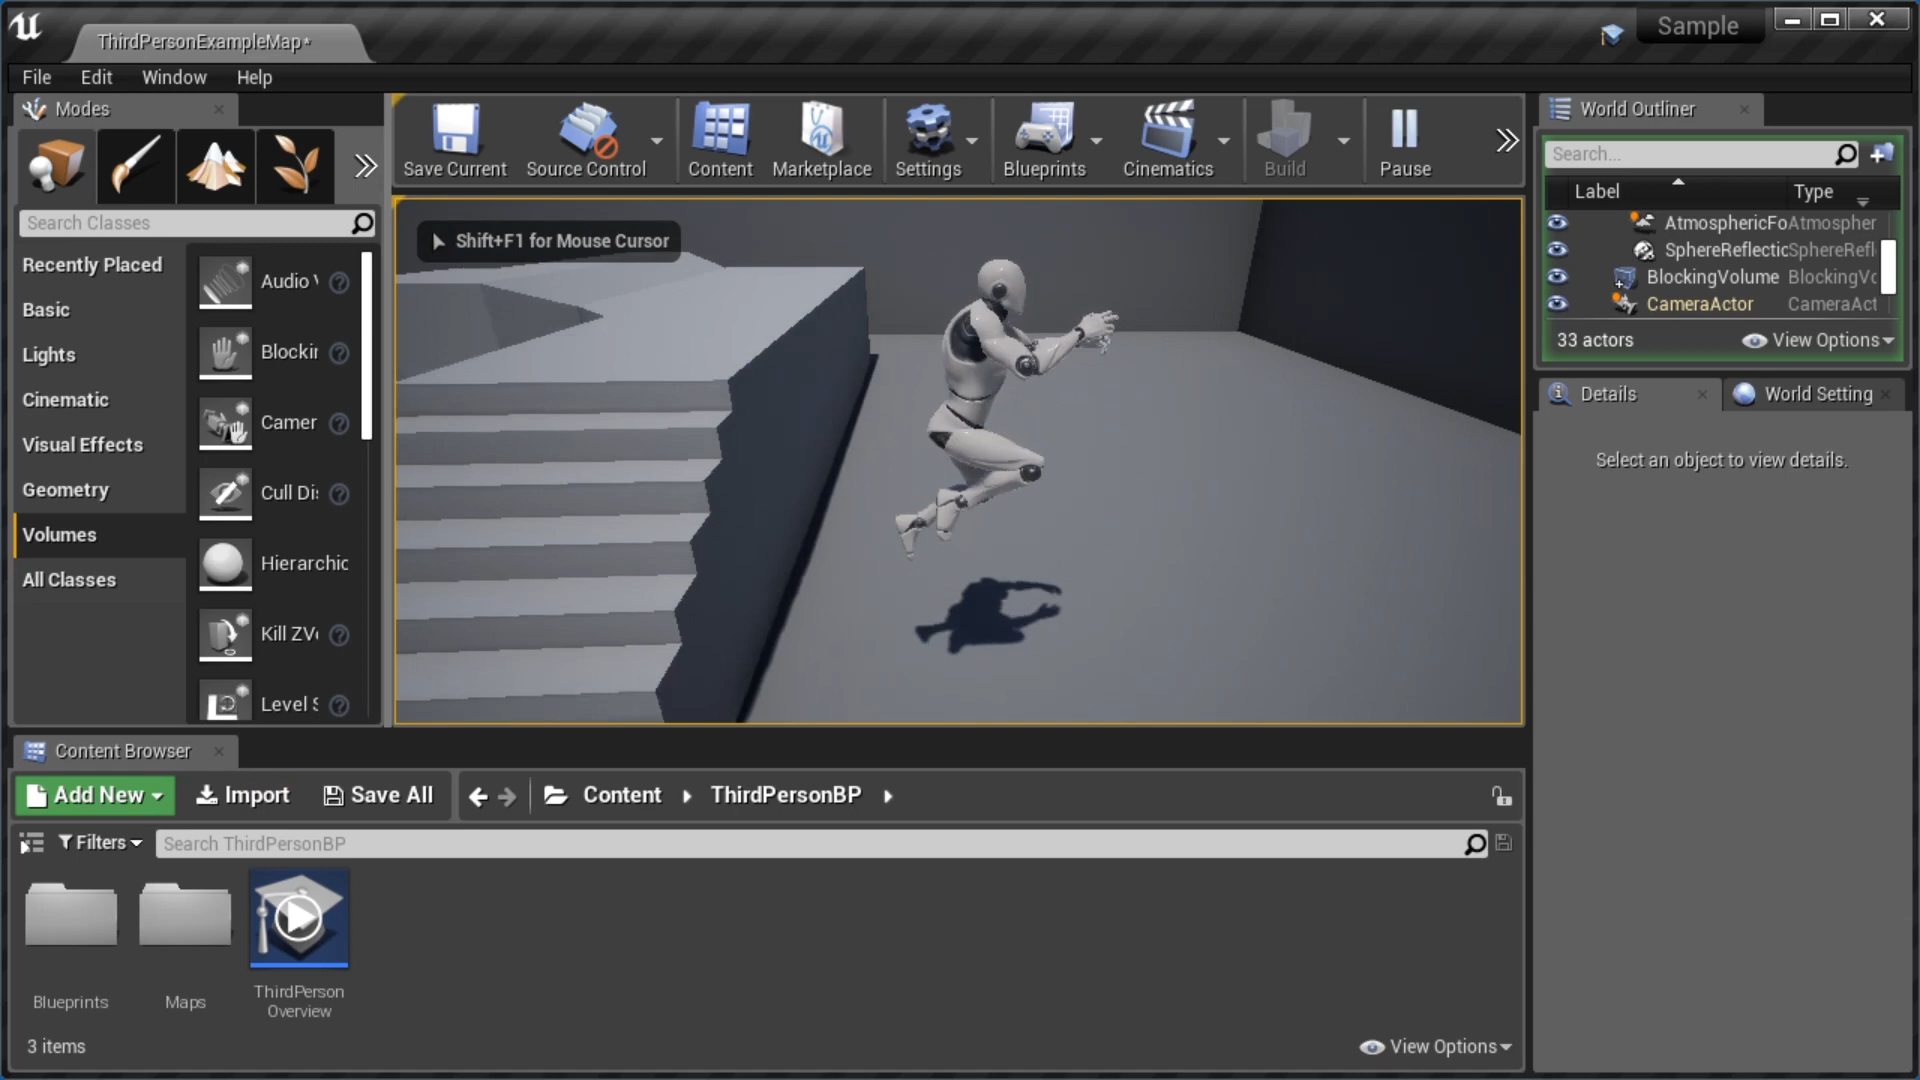 ThirdPersonExampleMap*
Sample
File Edit Window Help
Modes
Save Current
Source Control
Content
Marketplace
Settings
Blueprints
Cinematics
Build
Pause
World Outliner
Search...
Label Type
AtmosphericFo Atmospher
SphereReflectic SphereRefl
BlockingVolume BlockingVo
CameraActor CameraAct
33 actors
View Options
Search Classes
Recently Placed
Basic
Lights
Cinematic
Visual Effects
Geometry
Volumes
All Classes
Audio
Blockin
Camer
Cull Di
Hierarchic
Kill ZV
Level S
Shift+F1 for Mouse Cursor
Details
World Setting
Select an object to view details.
Content Browser
Add New
Import
Save All
Content
ThirdPersonBP
Filters
Search ThirdPersonBP
Blueprints
Maps
ThirdPerson
Overview
3 items
View Options